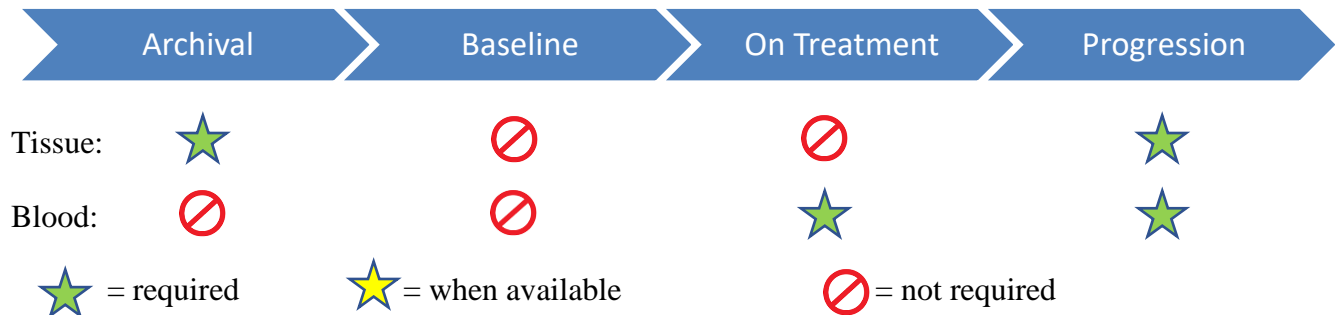 Archival Baseline On Treatment Progression
Tissue:
Blood:
= required = when available = not required